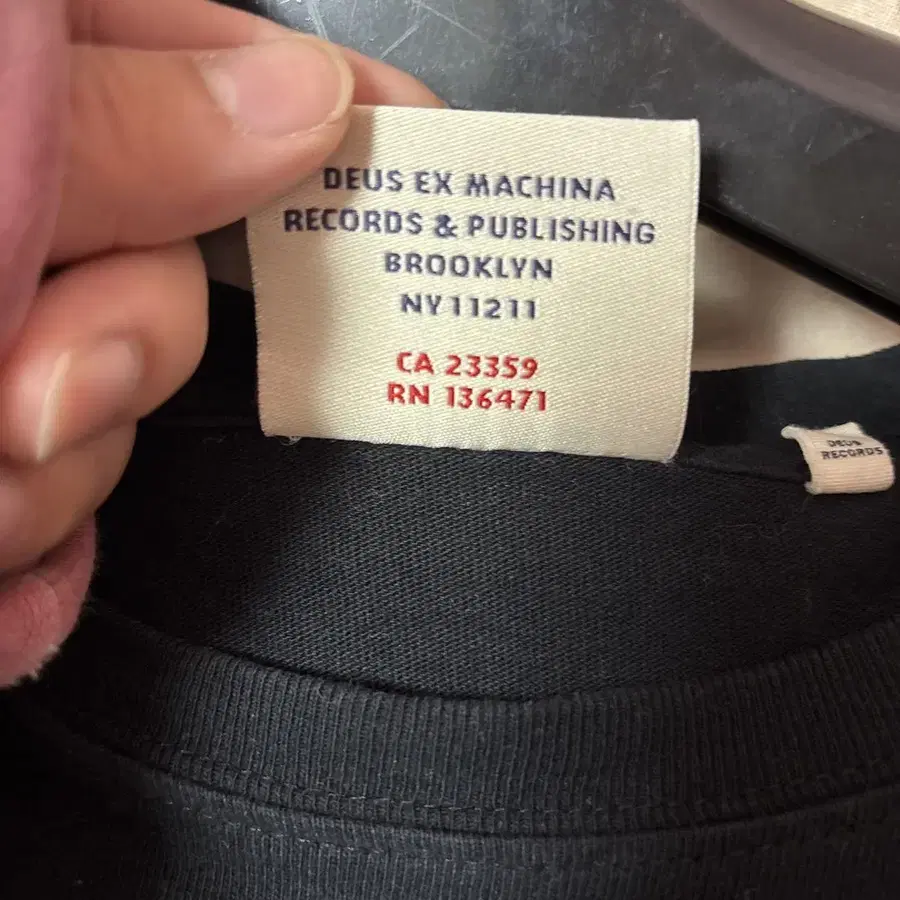 DEUS EX MACHINA
RECORDS & PUBLISHING
BROOKLYN
NY 11211
CA 23359
RN 136471
DEUS
RECORDS